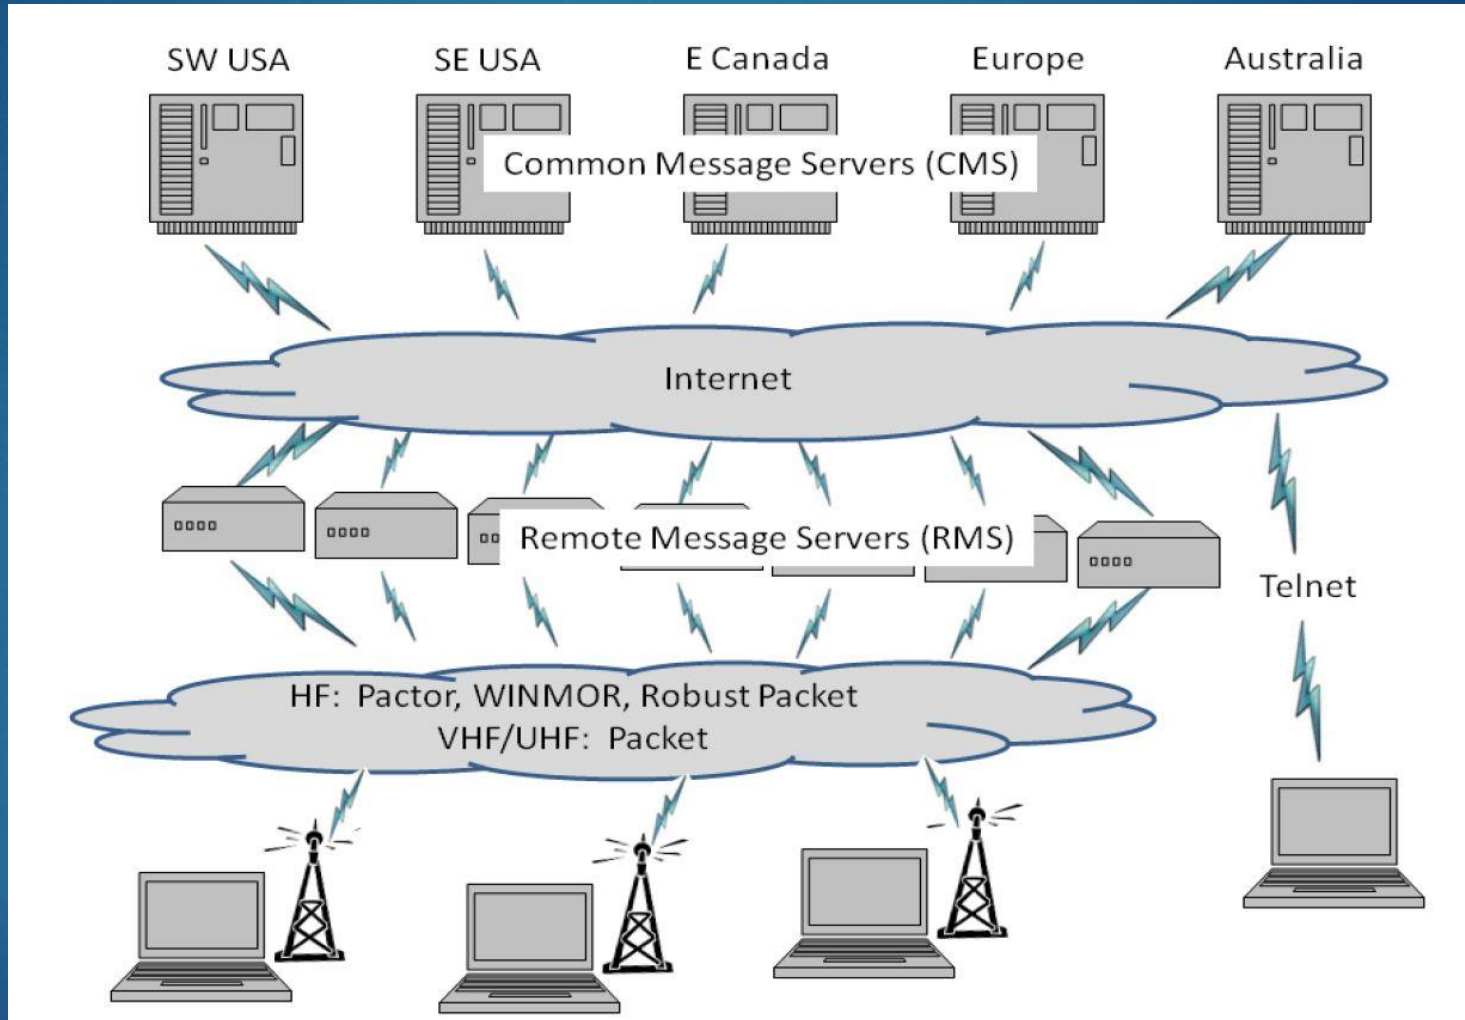 SW USA
SE USA
E Canada
Europe
Australia
Common Message Servers (CMS)
Internet
Remote Message Servers (RMS)
Telnet
HF: Pactor, WINMOR, Robust Packet
VHF/UHF: Packet